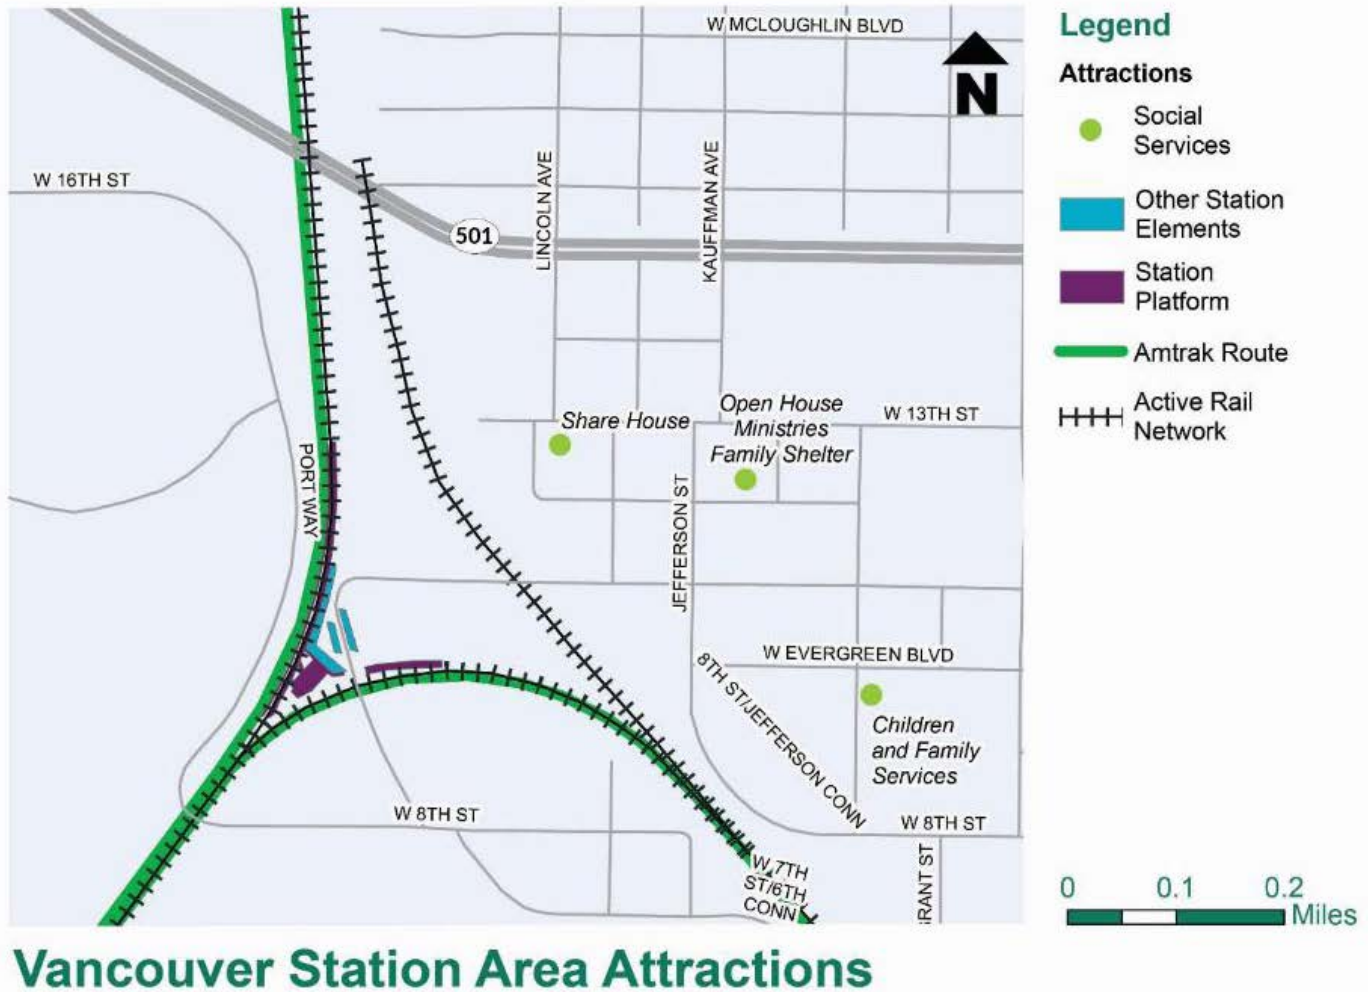 W MCLOUGHLIN BLVD
N
W 16TH ST
501
LINCOLN AVE
KAUFFMAN AVE
Share House
Open House
Ministries
Family Shelter
W 13TH ST
PORT WAY
JEFFERSON ST
W EVERGREEN BLVD
8TH ST/JEFFERSON CONN
Children
and Family
Services
W 8TH ST
W 8TH ST
W 7TH
ST/6TH
CONN
RANT ST
Legend
Attractions
Social
Services
Other Station
Elements
Station
Platform
Amtrak Route
Active Rail
Network
0 0.1 0.2
Miles
Vancouver Station Area Attractions